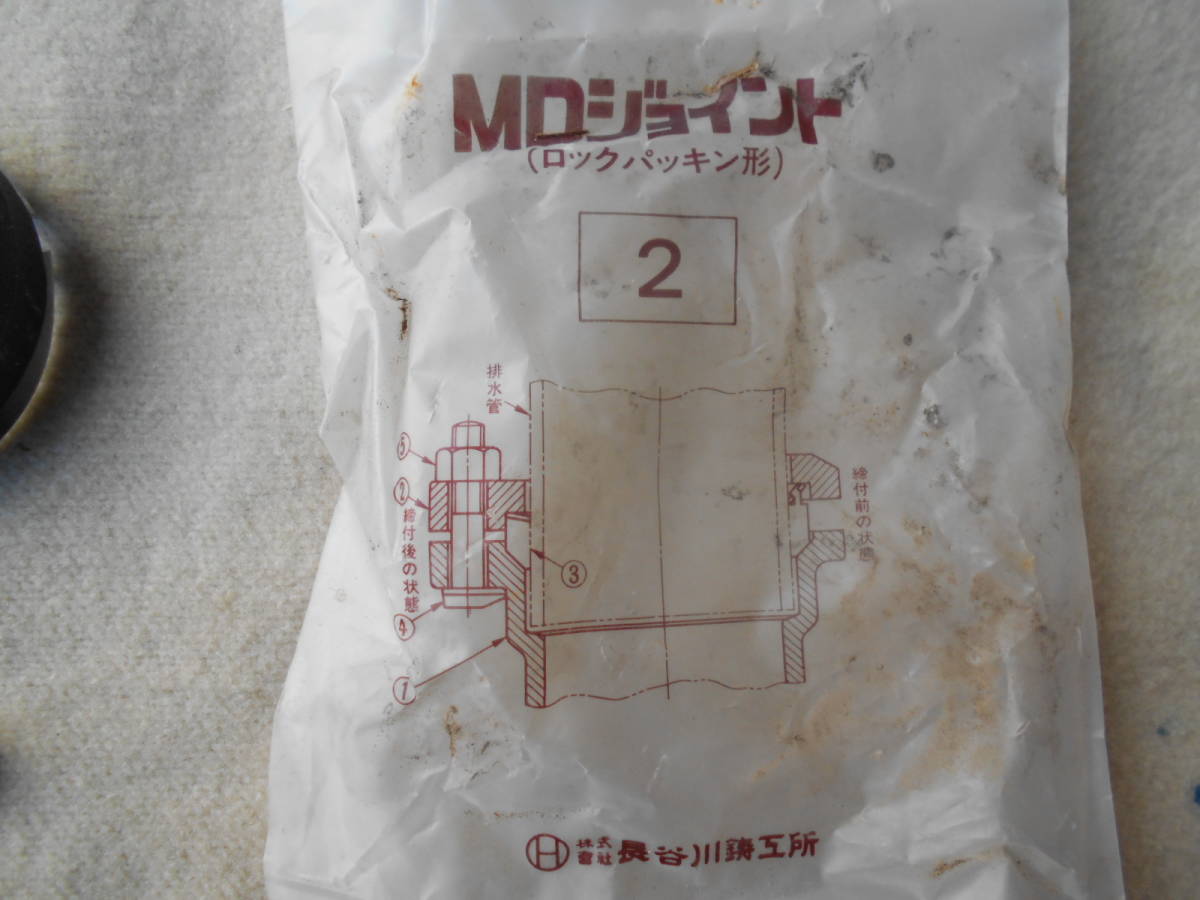 MDジョイント
(ロックパッキン形)
2
排水管
⑤
②
締付後の状態
④
①
③
締付前の状態
H 株式會社 長谷川鋳工所